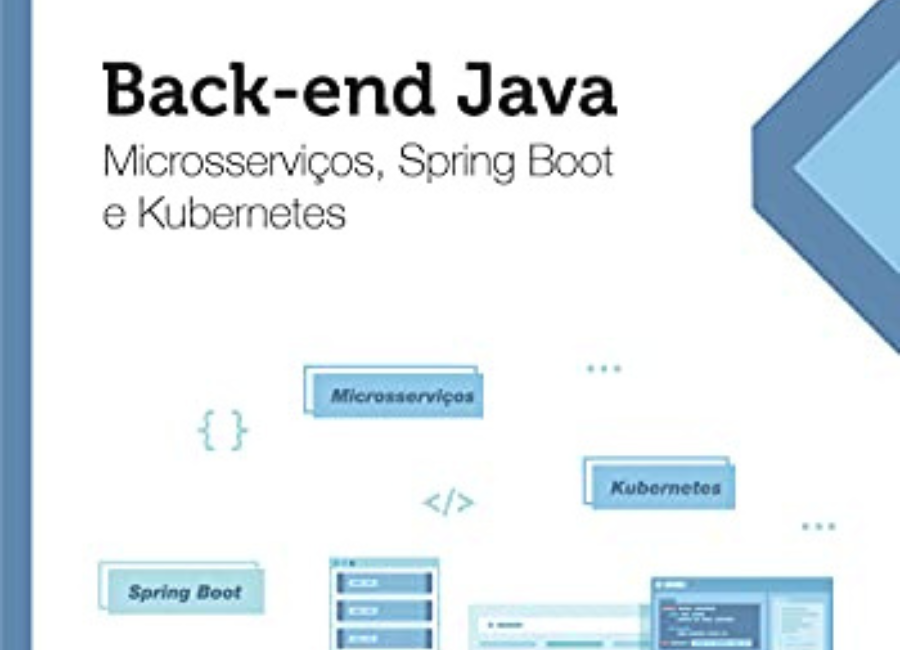 Back-end Java
Microsserviços, Spring Boot
e Kubernetes
Microsserviços
{ }
Kubernetes
</>
Spring Boot